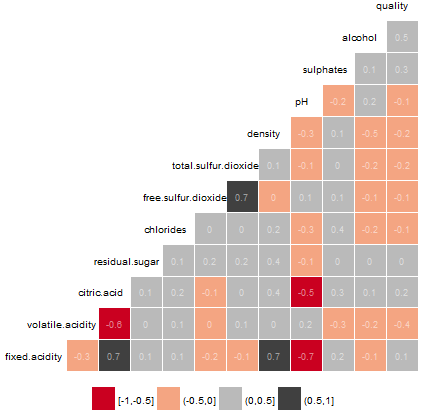 quality
alcohol 0.5
sulphates 0.1 0.3
pH -0.2 0.2 -0.1
density -0.3 0.1 -0.5 -0.2
total.sulfur.dioxide 0.1 -0.1 0 -0.2 -0.2
free.sulfur.dioxide 0.7 0 0.1 0.1 -0.1 -0.1
chlorides 0 0 0.2 -0.3 0.4 -0.2 -0.1
residual.sugar 0.1 0.2 0.2 0.4 -0.1 0 0 0
citric.acid 0.1 0.2 -0.1 0 0.4 -0.5 0.3 0.1 0.2
volatile.acidity -0.6 0 0.1 0 0.1 0 0.2 -0.3 -0.2 -0.4
fixed.acidity -0.3 0.7 0.1 0.1 -0.2 -0.1 0.7 -0.7 0.2 -0.1 0.1
[-1,-0.5] (-0.5,0] (0,0.5] (0.5,1]